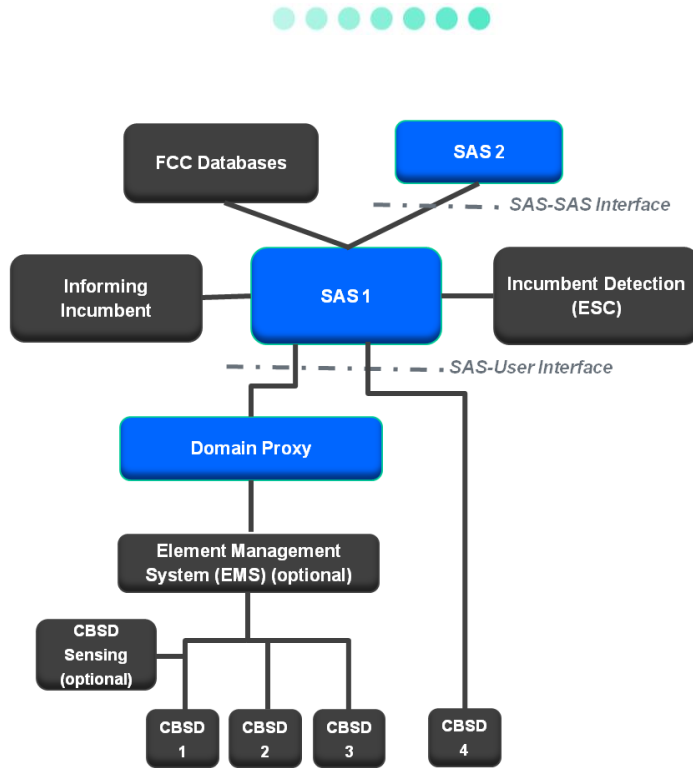 FCC Databases
SAS 2
SAS-SAS Interface
Informing
Incumbent
SAS 1
Incumbent Detection
(ESC)
SAS-User Interface
Domain Proxy
Element Management
System (EMS) (optional)
CBSD
Sensing
(optional)
CBSD
1
CBSD
2
CBSD
3
CBSD
4